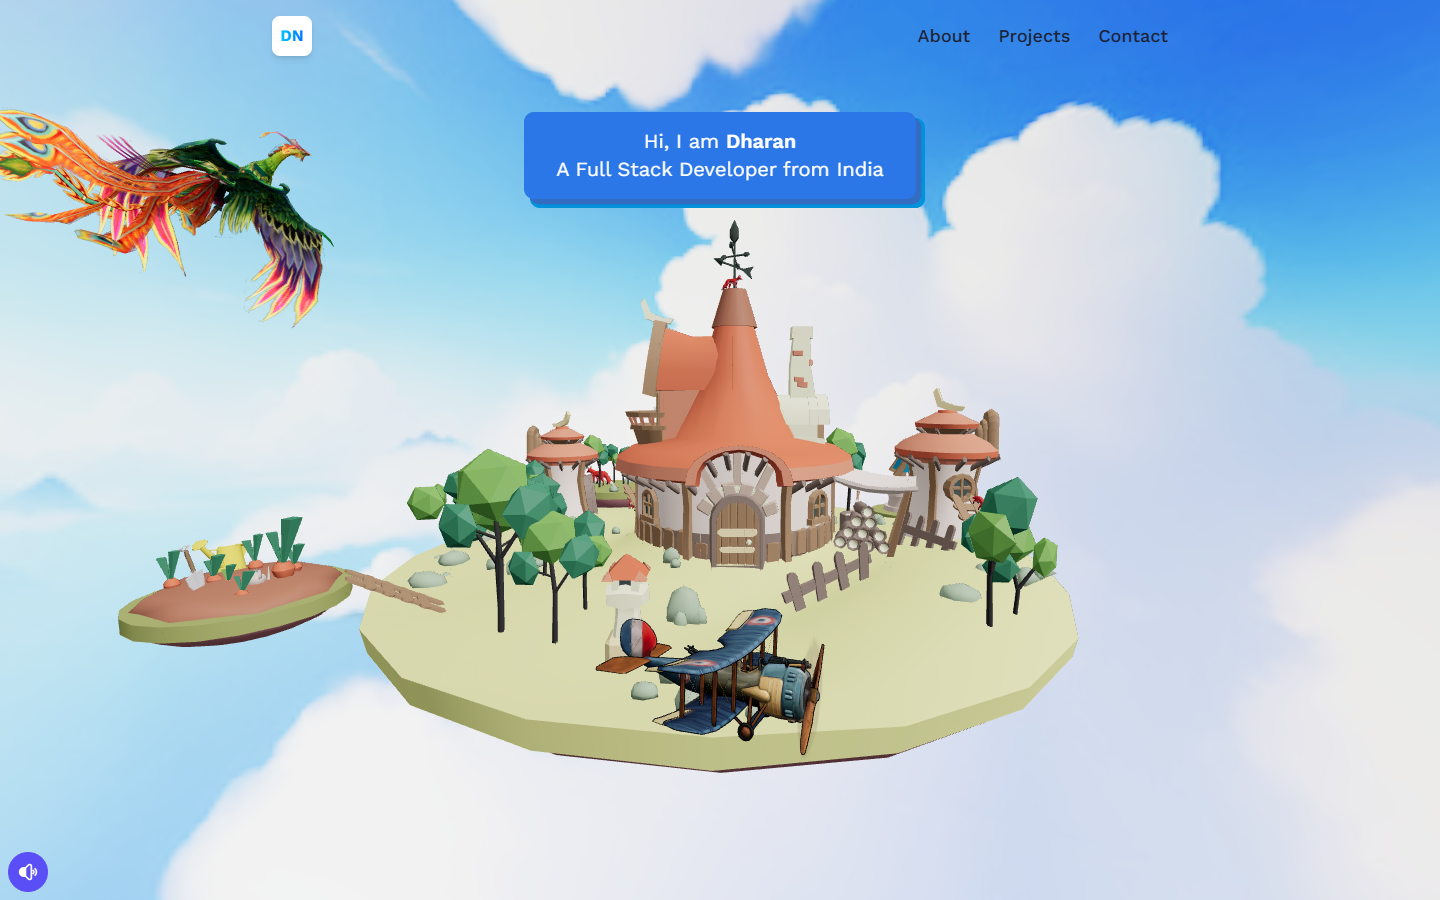 DN
About
Projects
Contact
Hi, I am Dharan
A Full Stack Developer from India